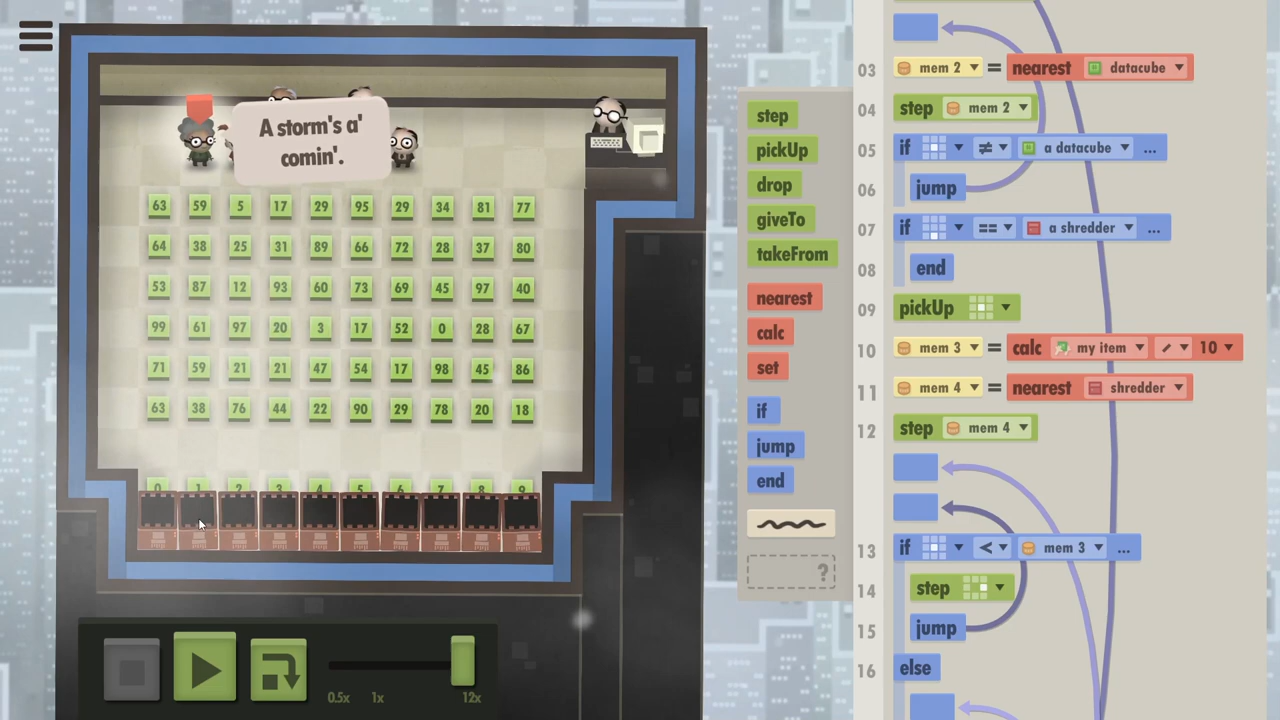 A storm's a'
comin'.
63 59 5 17 29 95 29 34 81 77
64 38 25 31 89 66 72 28 37 80
53 87 12 93 60 73 69 45 97 40
99 61 97 20 3 17 52 0 28 67
71 59 21 21 47 54 17 98 45 86
63 38 76 44 22 90 29 78 20 18
0 1 2 3 4 5 6 7 8 9
0.5x 1x 12x
step
pickUp
drop
giveTo
takeFrom
nearest
calc
set
if
jump
end
?
03 mem 2 = nearest datacube
04 step mem 2
05 if ≠ a datacube ...
06 jump
07 if == a shredder ...
08 end
09 pickUp
10 mem 3 = calc my item / 10
11 mem 4 = nearest shredder
12 step mem 4
13 if < mem 3 ...
14 step
15 jump
16 else